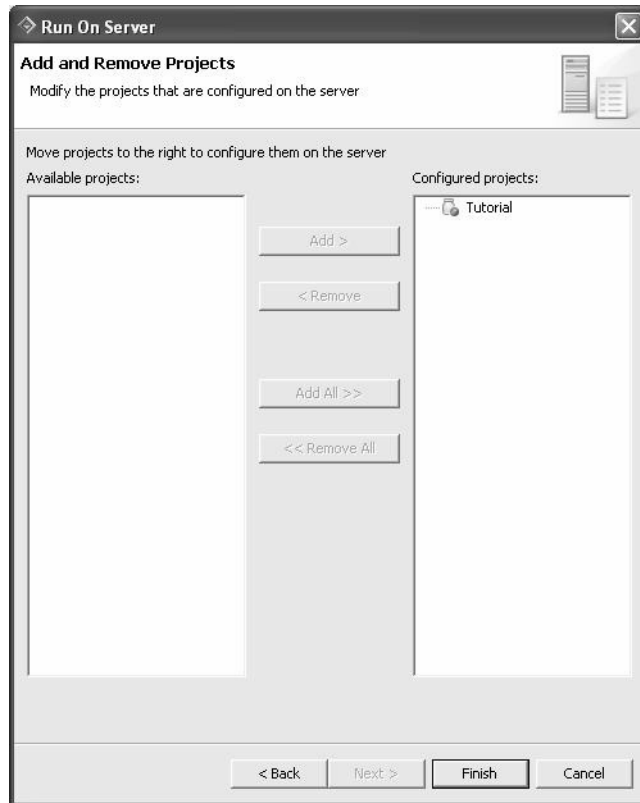 Run On Server
Add and Remove Projects
Modify the projects that are configured on the server
Move projects to the right to configure them on the server
Available projects:
Configured projects:
Tutorial
Add >
< Remove
Add All >>
<< Remove All
< Back
Next >
Finish
Cancel